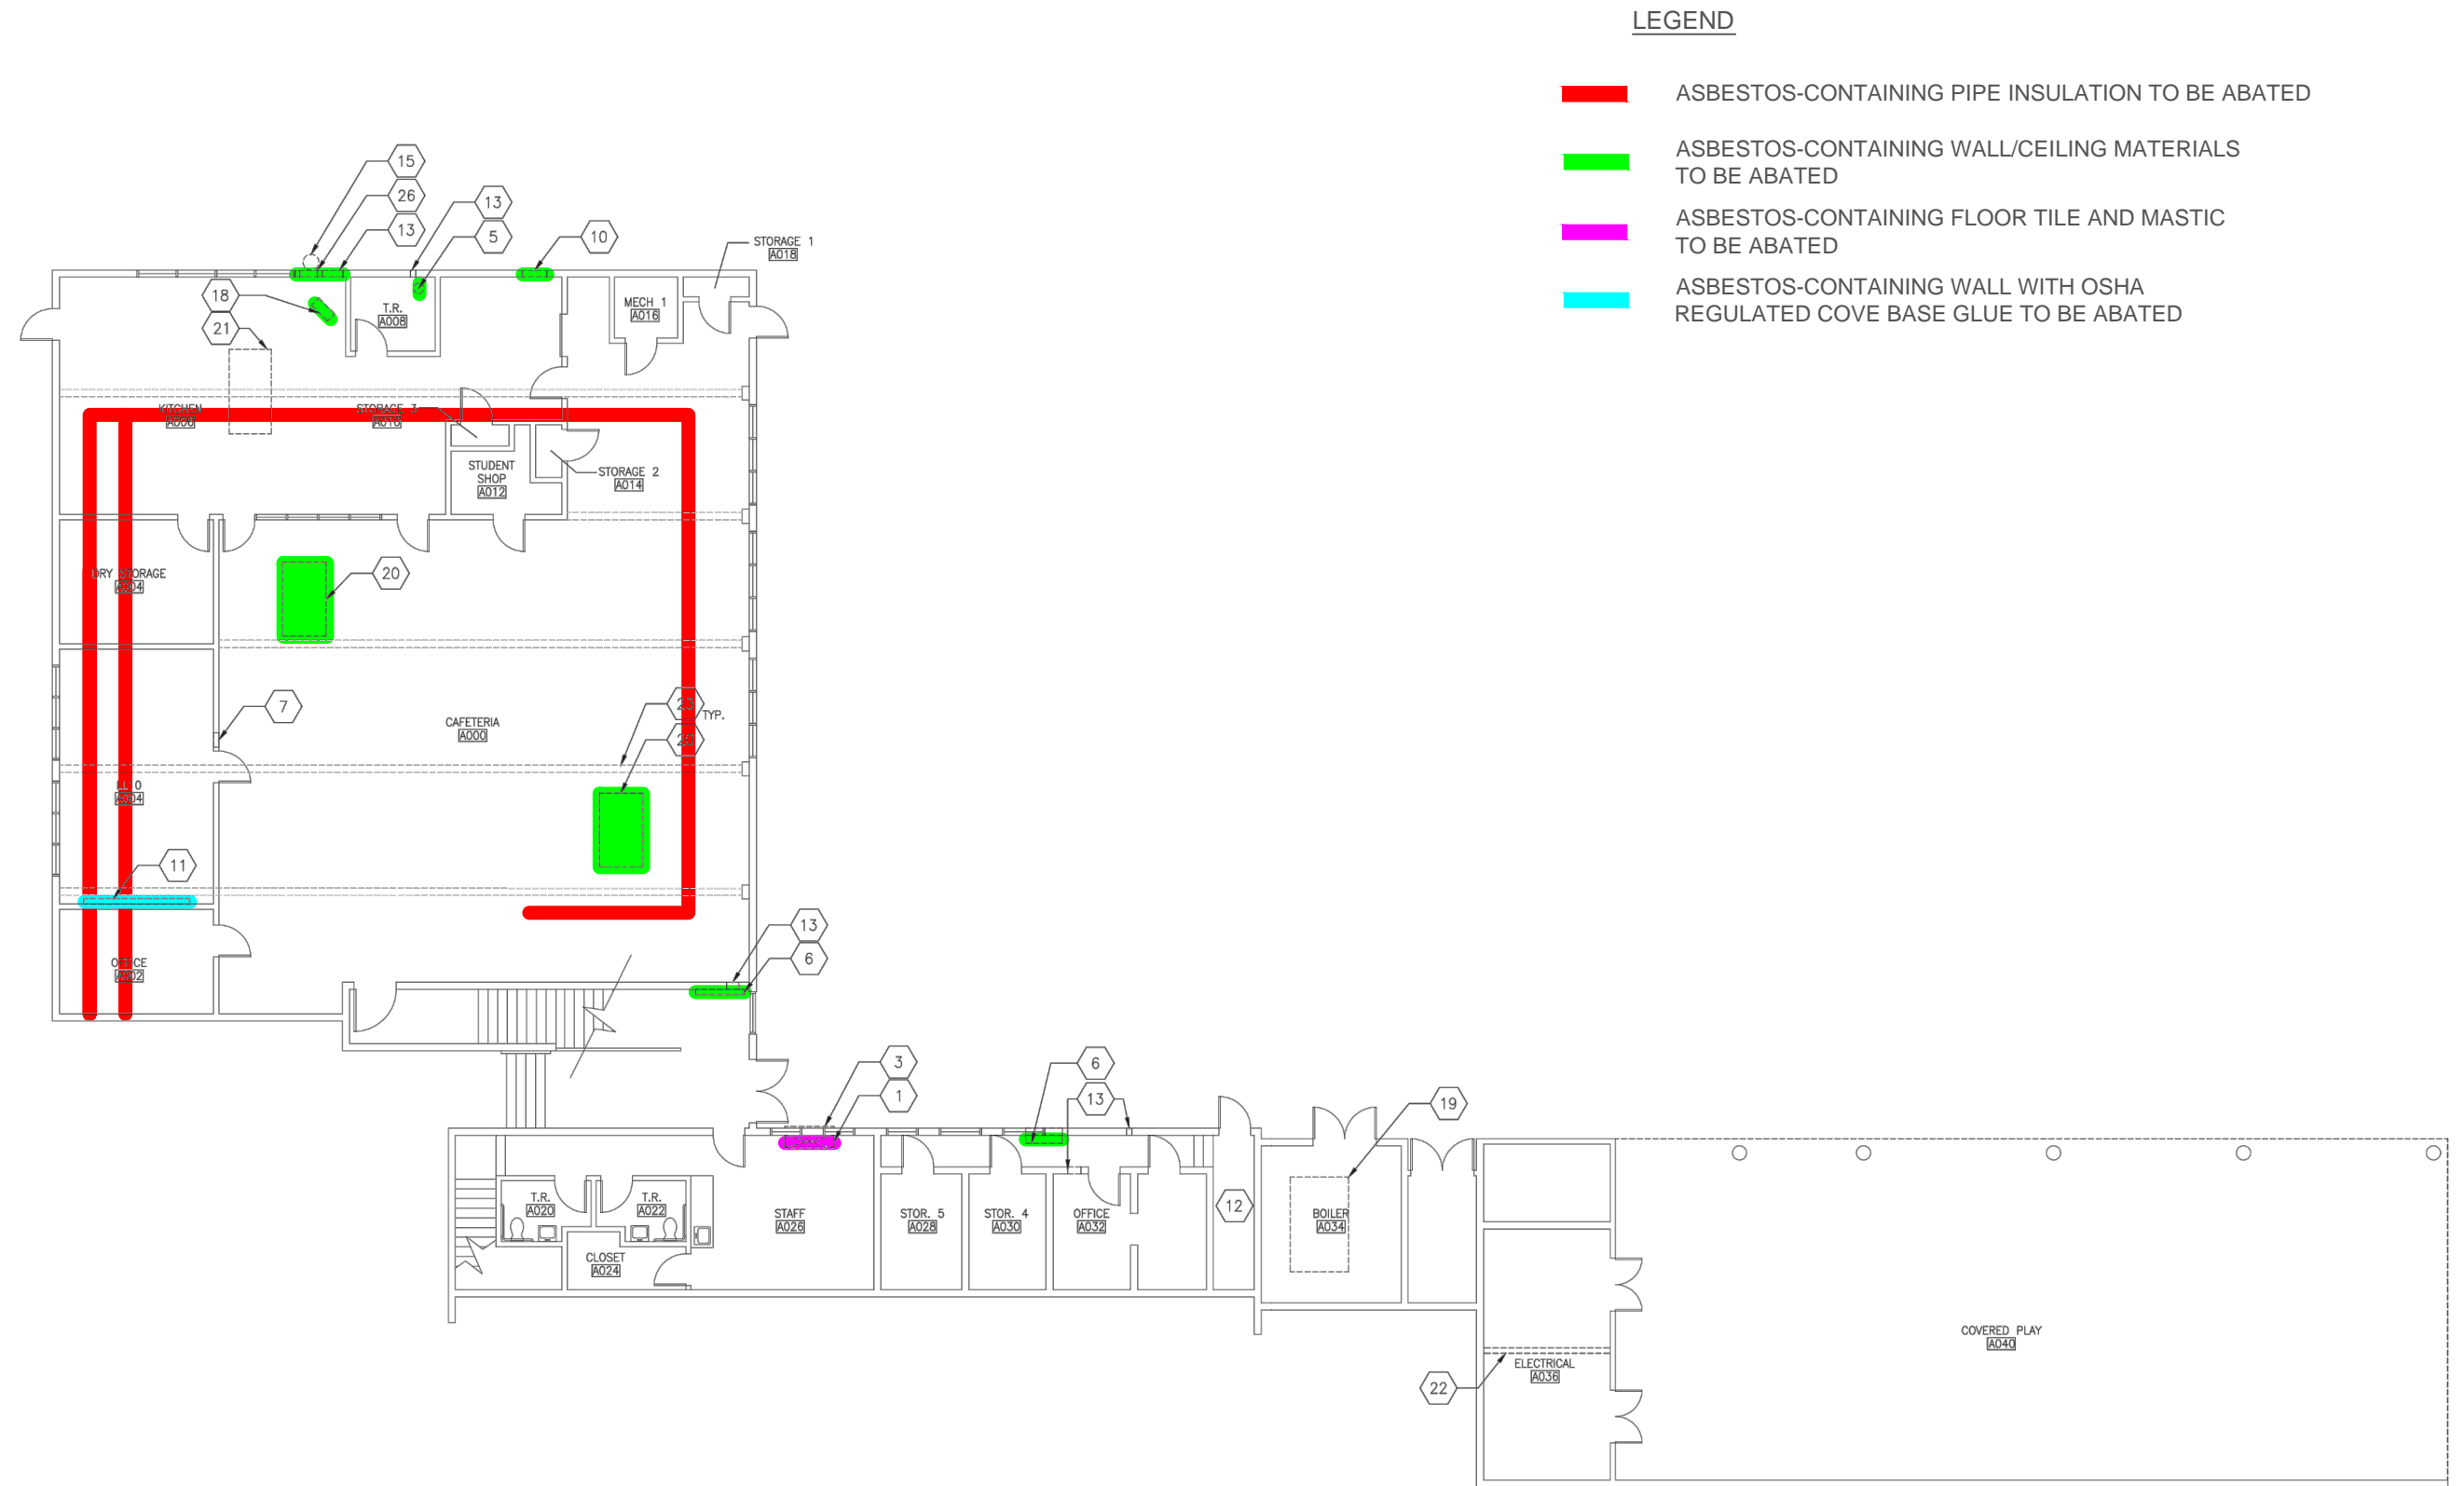 LEGEND
ASBESTOS-CONTAINING PIPE INSULATION TO BE ABATED
ASBESTOS-CONTAINING WALL/CEILING MATERIALS
TO BE ABATED
ASBESTOS-CONTAINING FLOOR TILE AND MASTIC
TO BE ABATED
ASBESTOS-CONTAINING WALL WITH OSHA
REGULATED COVE BASE GLUE TO BE ABATED
15
26
13
13
5
10
STORAGE 1
A018
18
21
T.R.
A008
MECH 1
A016
KITCHEN
A006
STORAGE 3
A010
STUDENT
SHOP
A012
STORAGE 2
A014
DRY STORAGE
A004
20
7
CAFETERIA
A000
23
TYP.
20
A004
11
OFFICE
A002
13
6
3
1
6
13
19
T.R.
A020
T.R.
A022
CLOSET
A024
STAFF
A026
STOR. 5
A028
STOR. 4
A030
OFFICE
A032
12
BOILER
A034
22
ELECTRICAL
A036
COVERED PLAY
A040